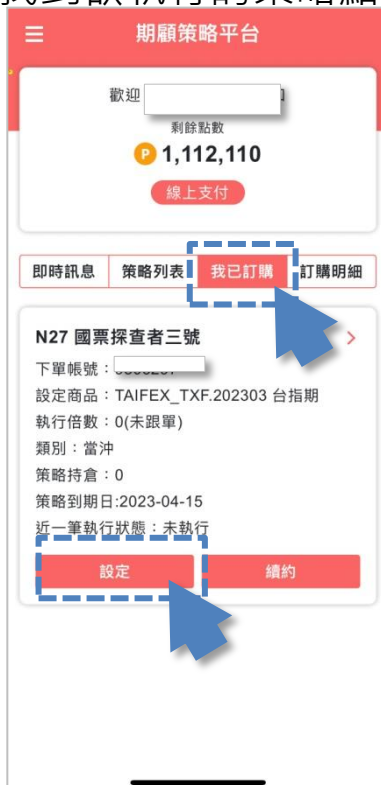 期顧策略平台
歡迎
剩餘點數
P 1,112,110
線上支付
即時訊息 策略列表 我已訂購 訂購明細
N27 國票探查者三號
下單帳號：
設定商品：TAIFEX_TXF.202303 台指期
執行倍數：0(未跟單)
類別：當沖
策略持倉：0
策略到期日:2023-04-15
近一筆執行狀態：未執行
設定 續約